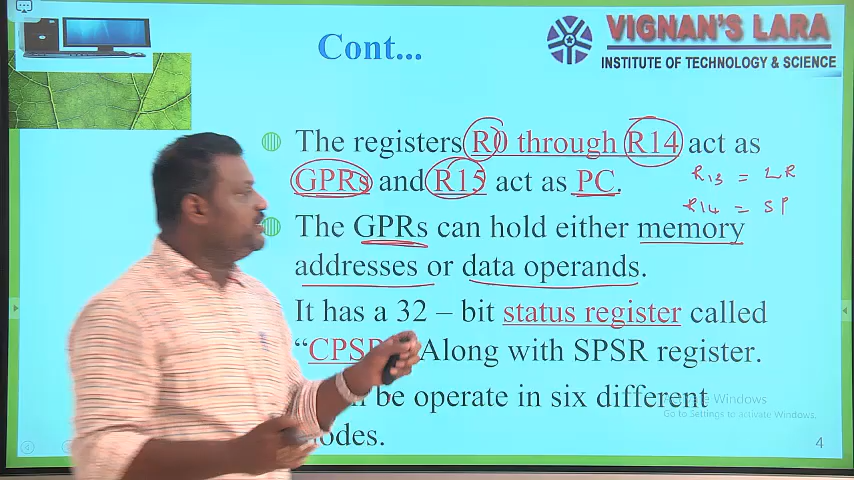 Cont...
VIGNAN'S LARA
INSTITUTE OF TECHNOLOGY & SCIENCE
The registers R0 through R14 act as
GPRs and R15 act as PC.
R13 = LR
R14 = SP
The GPRs can hold either memory
addresses or data operands.
It has a 32 – bit status register called
“CPSR Along with SPSR register.
be operate in six different
modes.
Activate Windows
Go to Settings to activate Windows.
4